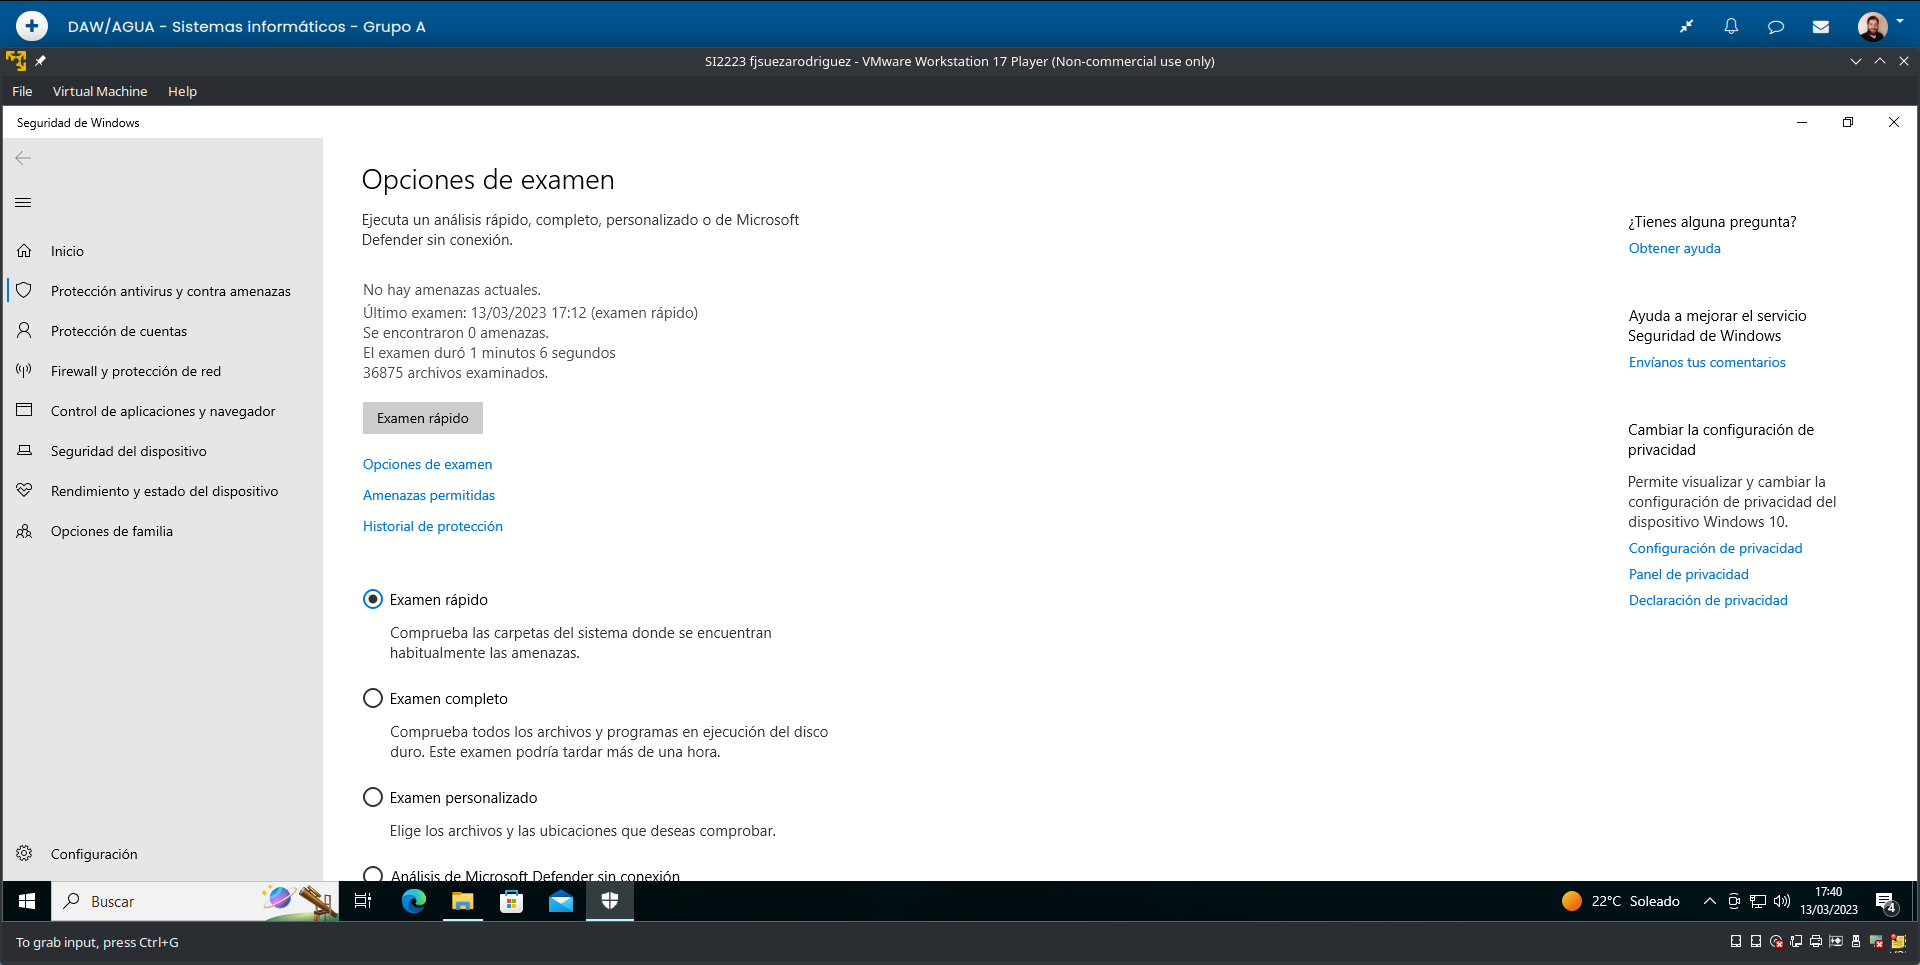 DAW/AGUA - Sistemas informáticos - Grupo A
SI2223 fjsuezarodriguez - VMware Workstation 17 Player (Non-commercial use only)
File Virtual Machine Help
Seguridad de Windows
Inicio
Protección antivirus y contra amenazas
Protección de cuentas
Firewall y protección de red
Control de aplicaciones y navegador
Seguridad del dispositivo
Rendimiento y estado del dispositivo
Opciones de familia
Configuración
Opciones de examen
Ejecuta un análisis rápido, completo, personalizado o de Microsoft
Defender sin conexión.
No hay amenazas actuales.
Último examen: 13/03/2023 17:12 (examen rápido)
Se encontraron 0 amenazas.
El examen duró 1 minutos 6 segundos
36875 archivos examinados.
Examen rápido
Opciones de examen
Amenazas permitidas
Historial de protección
Examen rápido
Comprueba las carpetas del sistema donde se encuentran
habitualmente las amenazas.
Examen completo
Comprueba todos los archivos y programas en ejecución del disco
duro. Este examen podría tardar más de una hora.
Examen personalizado
Elige los archivos y las ubicaciones que deseas comprobar.
Análisis de Microsoft Defender sin conexión
¿Tienes alguna pregunta?
Obtener ayuda
Ayuda a mejorar el servicio
Seguridad de Windows
Envíanos tus comentarios
Cambiar la configuración de
privacidad
Permite visualizar y cambiar la
configuración de privacidad del
dispositivo Windows 10.
Configuración de privacidad
Panel de privacidad
Declaración de privacidad
Buscar
22°C Soleado
17:40
13/03/2023
4
To grab input, press Ctrl+G